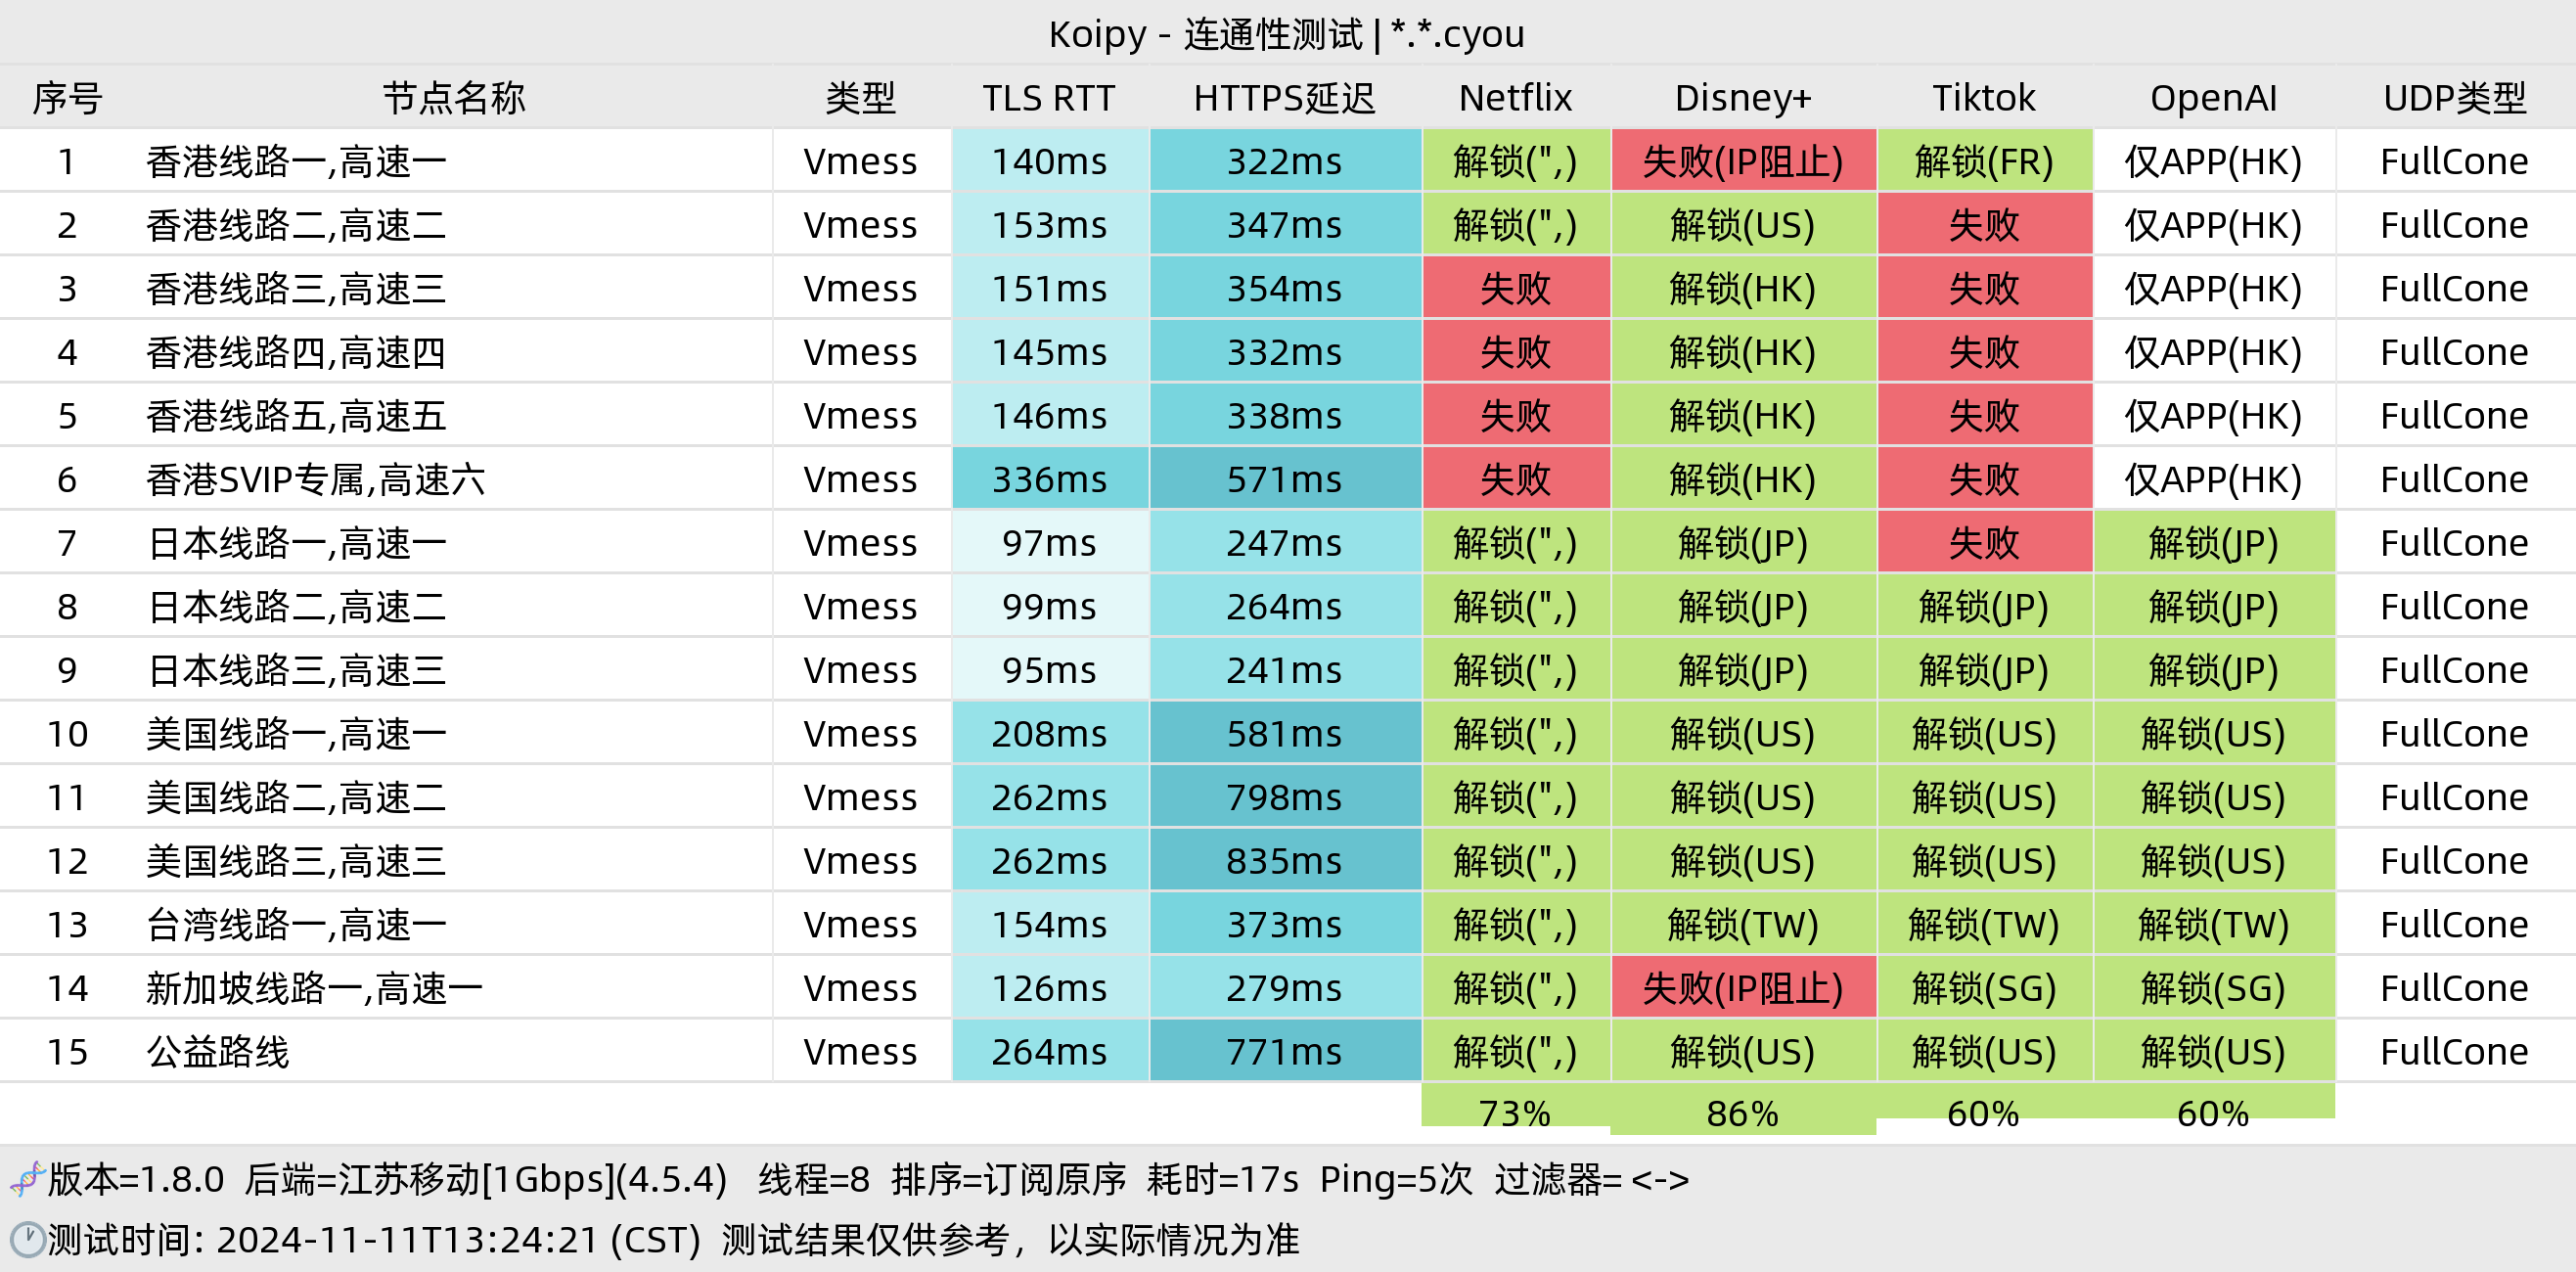 Koipy - 连通性测试 | *.*.cyou
序号 节点名称 类型 TLS RTT HTTPS延迟 Netflix Disney+ Tiktok OpenAI UDP类型
1 香港线路一,高速一 Vmess 140ms 322ms 解锁(",) 失败(IP阻止) 解锁(FR) 仅APP(HK) FullCone
2 香港线路二,高速二 Vmess 153ms 347ms 解锁(",) 解锁(US) 失败 仅APP(HK) FullCone
3 香港线路三,高速三 Vmess 151ms 354ms 失败 解锁(HK) 失败 仅APP(HK) FullCone
4 香港线路四,高速四 Vmess 145ms 332ms 失败 解锁(HK) 失败 仅APP(HK) FullCone
5 香港线路五,高速五 Vmess 146ms 338ms 失败 解锁(HK) 失败 仅APP(HK) FullCone
6 香港SVIP专属,高速六 Vmess 336ms 571ms 失败 解锁(HK) 失败 仅APP(HK) FullCone
7 日本线路一,高速一 Vmess 97ms 247ms 解锁(",) 解锁(JP) 失败 解锁(JP) FullCone
8 日本线路二,高速二 Vmess 99ms 264ms 解锁(",) 解锁(JP) 解锁(JP) 解锁(JP) FullCone
9 日本线路三,高速三 Vmess 95ms 241ms 解锁(",) 解锁(JP) 解锁(JP) 解锁(JP) FullCone
10 美国线路一,高速一 Vmess 208ms 581ms 解锁(",) 解锁(US) 解锁(US) 解锁(US) FullCone
11 美国线路二,高速二 Vmess 262ms 798ms 解锁(",) 解锁(US) 解锁(US) 解锁(US) FullCone
12 美国线路三,高速三 Vmess 262ms 835ms 解锁(",) 解锁(US) 解锁(US) 解锁(US) FullCone
13 台湾线路一,高速一 Vmess 154ms 373ms 解锁(",) 解锁(TW) 解锁(TW) 解锁(TW) FullCone
14 新加坡线路一,高速一 Vmess 126ms 279ms 解锁(",) 失败(IP阻止) 解锁(SG) 解锁(SG) FullCone
15 公益路线 Vmess 264ms 771ms 解锁(",) 解锁(US) 解锁(US) 解锁(US) FullCone
73% 86% 60% 60%
版本=1.8.0 后端=江苏移动[1Gbps](4.5.4) 线程=8 排序=订阅原序 耗时=17s Ping=5次 过滤器= <->
测试时间: 2024-11-11T13:24:21 (CST) 测试结果仅供参考，以实际情况为准